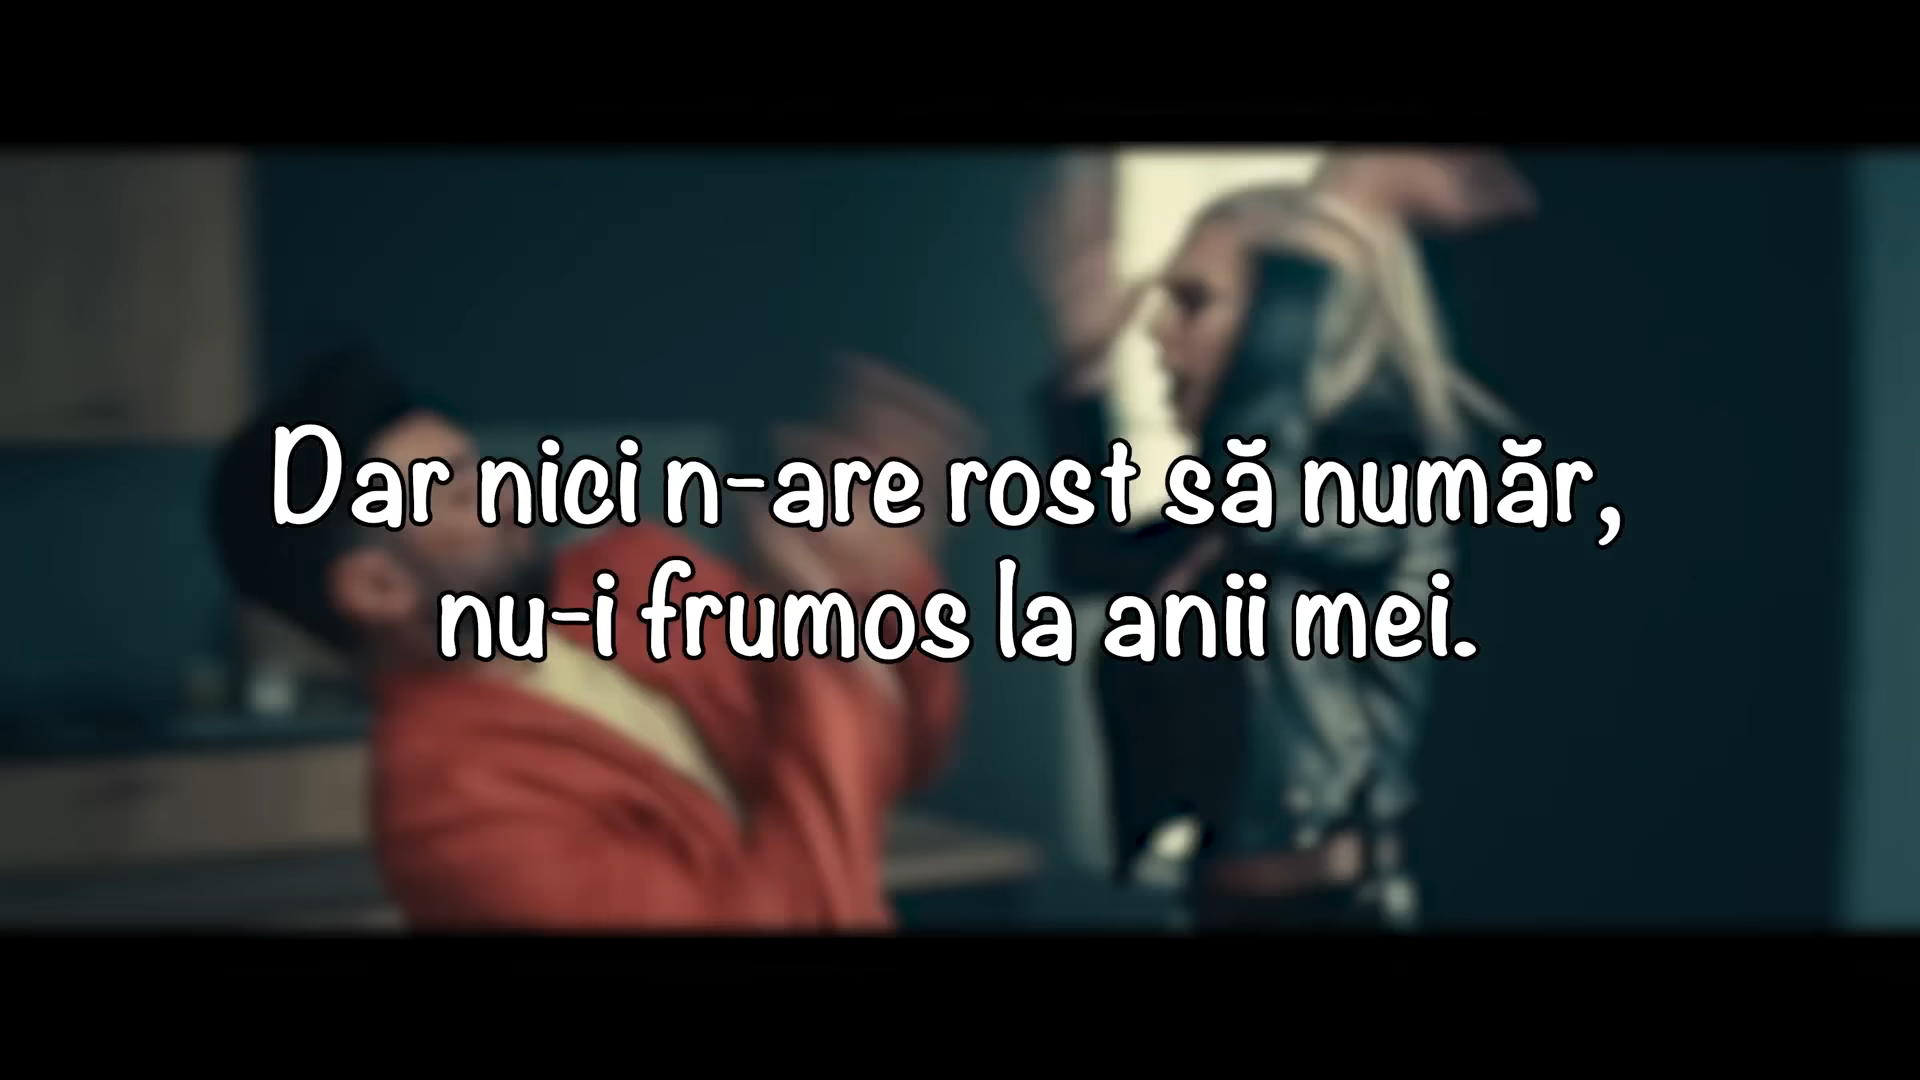 Dar nici n-are rost să număr,
nu-i frumos la anii mei.